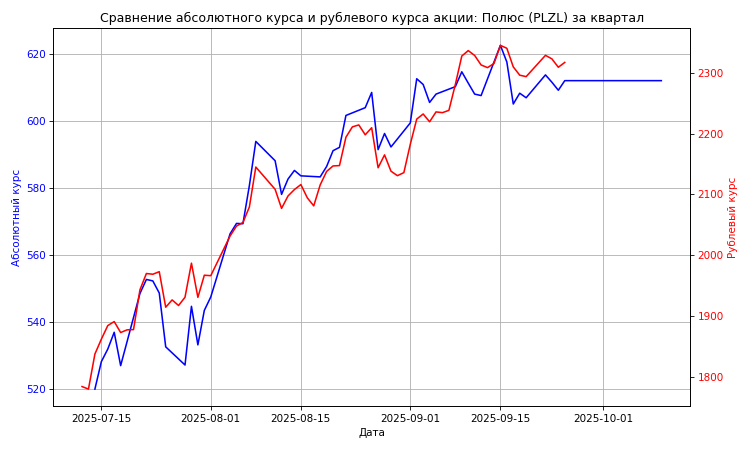 Сравнение абсолютного курса и рублевого курса акции: Полюс (PLZL) за квартал
620
600
580
560
540
520
Абсолютный курс
2300
2200
2100
2000
1900
1800
Рублевый курс
2025-07-15 2025-08-01 2025-08-15 2025-09-01 2025-09-15 2025-10-01
Дата